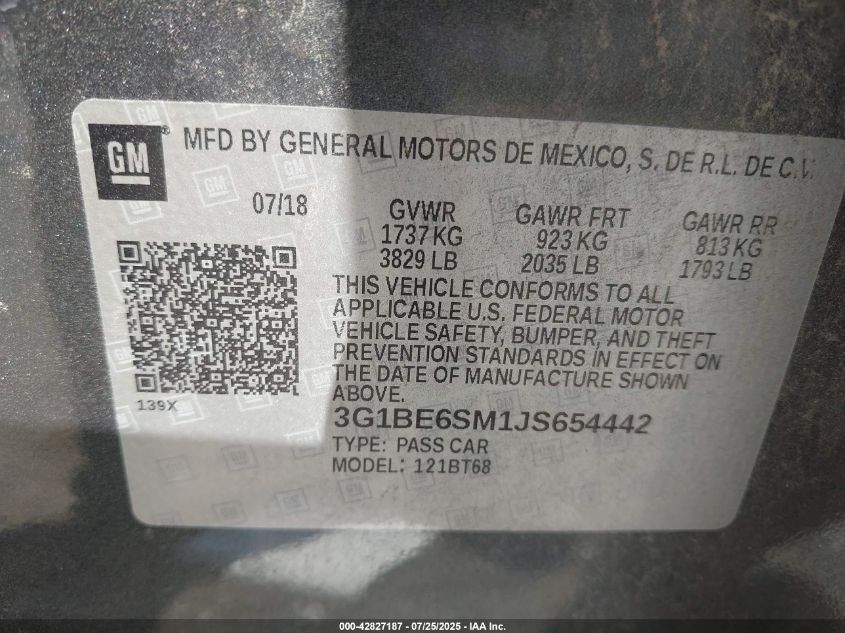 GM
MFD BY GENERAL MOTORS DE MEXICO, S. DE R.L. DE C.V.
07/18
GVWR GAWR FRT GAWR RR
1737 KG 923 KG 813 KG
3829 LB 2035 LB 1793 LB
THIS VEHICLE CONFORMS TO ALL
APPLICABLE U.S. FEDERAL MOTOR
VEHICLE SAFETY, BUMPER, AND THEFT
PREVENTION STANDARDS IN EFFECT ON
THE DATE OF MANUFACTURE SHOWN
ABOVE.
139X
3G1BE6SM1JS654442
TYPE: PASS CAR
MODEL: 121BT68
000-42827187 - 07/25/2025 - IAA Inc.